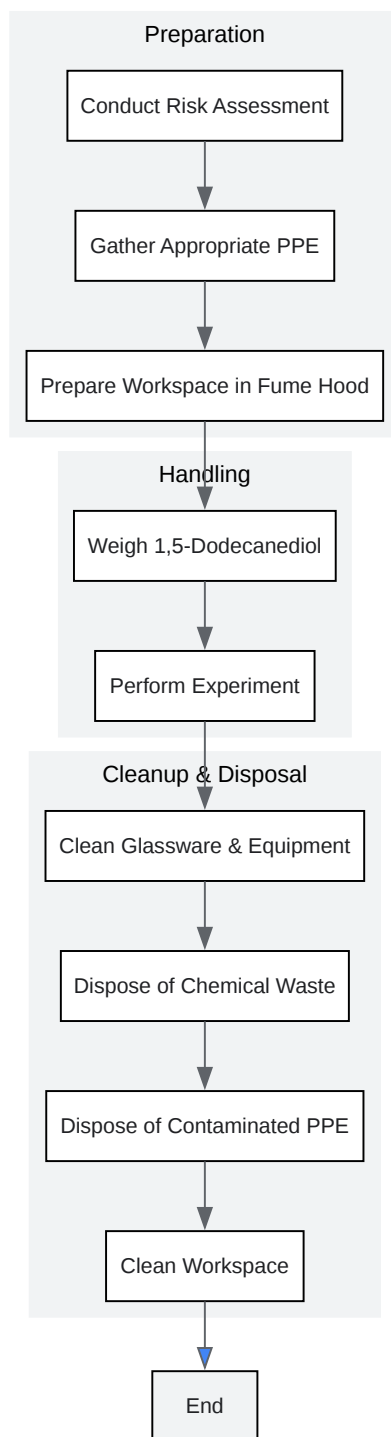 Preparation
Conduct Risk Assessment
Gather Appropriate PPE
Prepare Workspace in Fume Hood
Handling
Weigh 1,5-Dodecanediol
Perform Experiment
Cleanup & Disposal
Clean Glassware & Equipment
Dispose of Chemical Waste
Dispose of Contaminated PPE
Clean Workspace
End